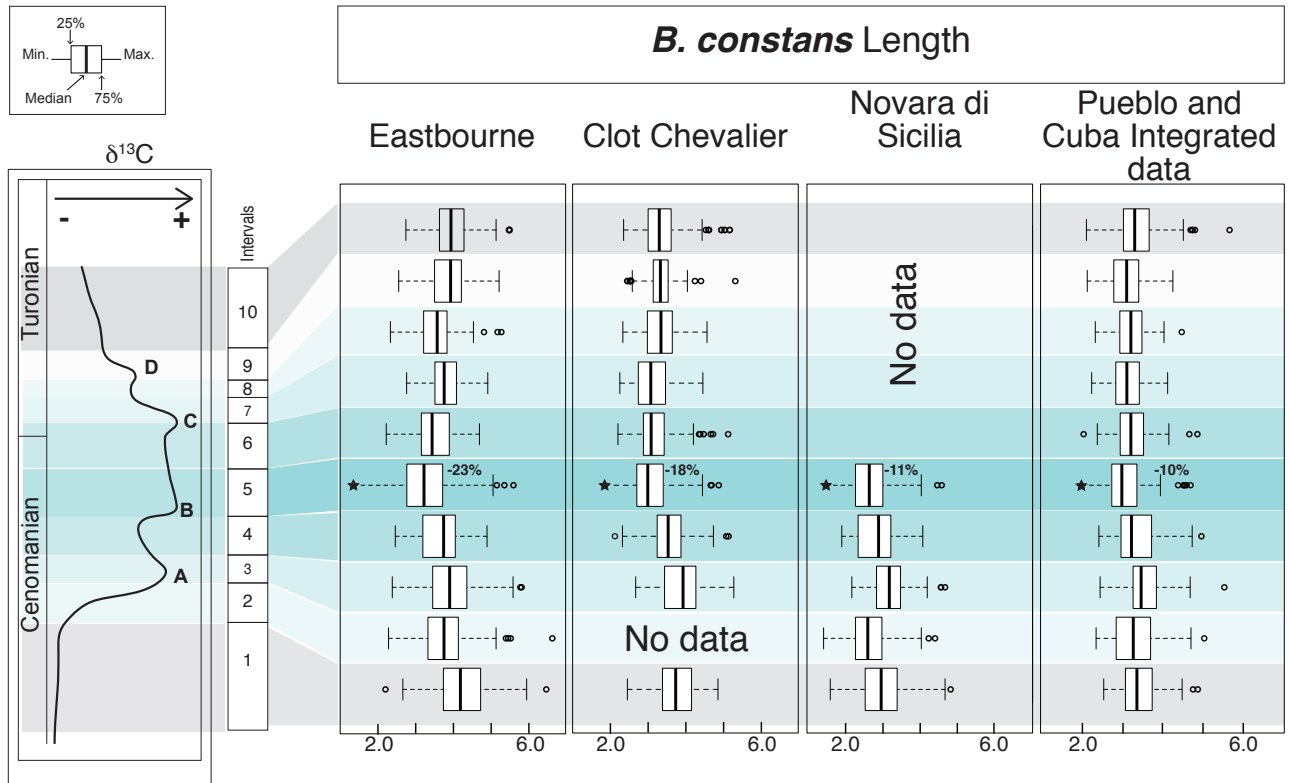 25%
Min.
Max.
Median
75%
B. constans Length
Eastbourne
Clot Chevalier
Novara di
Sicilia
Pueblo and
Cuba Integrated
data
δ13C
-
+
Intervals
Turonian
Cenomanian
10
9
8
7
6
5
4
3
2
1
D
C
B
A
-23%
-18%
-11%
-10%
No data
No data
2.0
6.0
2.0
6.0
2.0
6.0
2.0
6.0